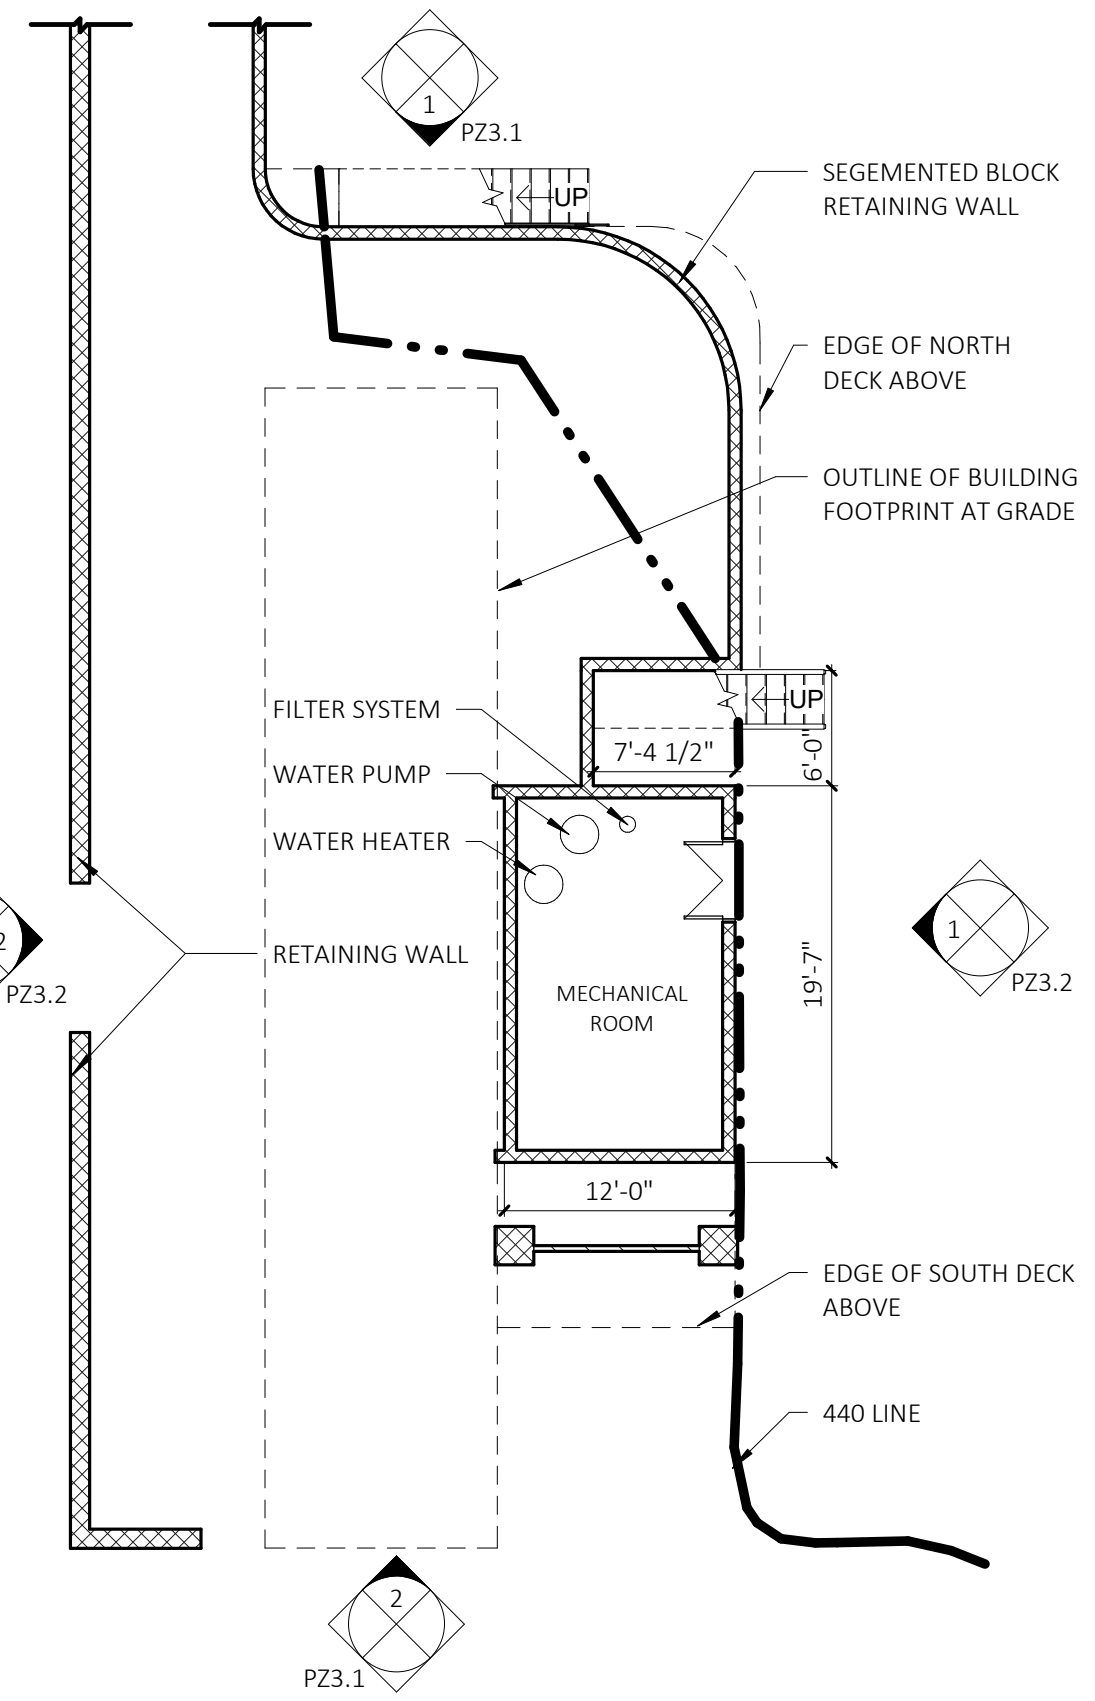 1
PZ3.1
SEGEMENTED BLOCK
RETAINING WALL
UP
EDGE OF NORTH
DECK ABOVE
OUTLINE OF BUILDING
FOOTPRINT AT GRADE
FILTER SYSTEM
UP
7'-4 1/2"
6'-0"
WATER PUMP
WATER HEATER
2
PZ3.2
RETAINING WALL
MECHANICAL
ROOM
19'-7"
1
PZ3.2
12'-0"
EDGE OF SOUTH DECK
ABOVE
440 LINE
2
PZ3.1